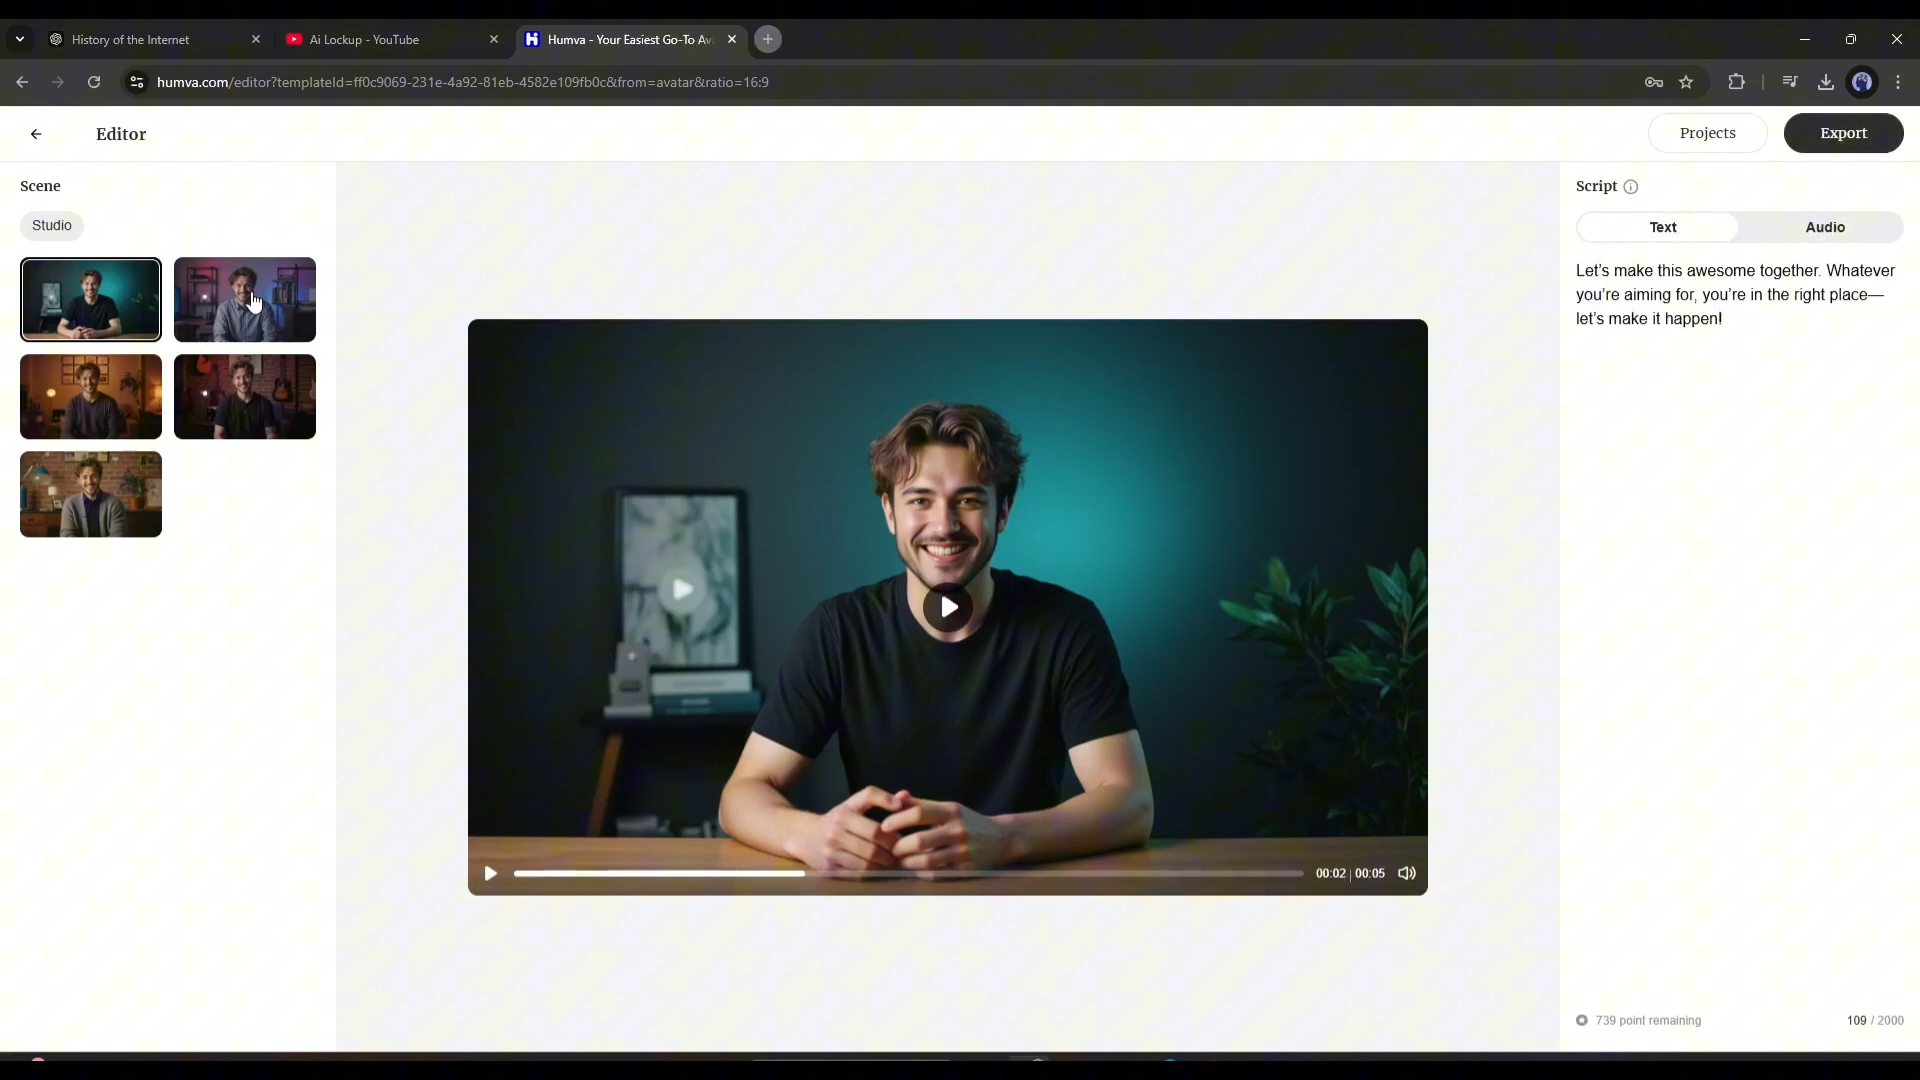 History of the Internet
Ai Lockup - YouTube
Humva - Your Easiest Go-To Av
humva.com/editor?templateId=ff0c9069-231e-4a92-81eb-4582e109fb0c&from=avatar&ratio=16:9
Editor
Projects
Export
Scene
Studio
Script
Text
Audio
Let's make this awesome together. Whatever
you're aiming for, you're in the right place—
let's make it happen!
00:02 | 00:05
739 point remaining
109 / 2000